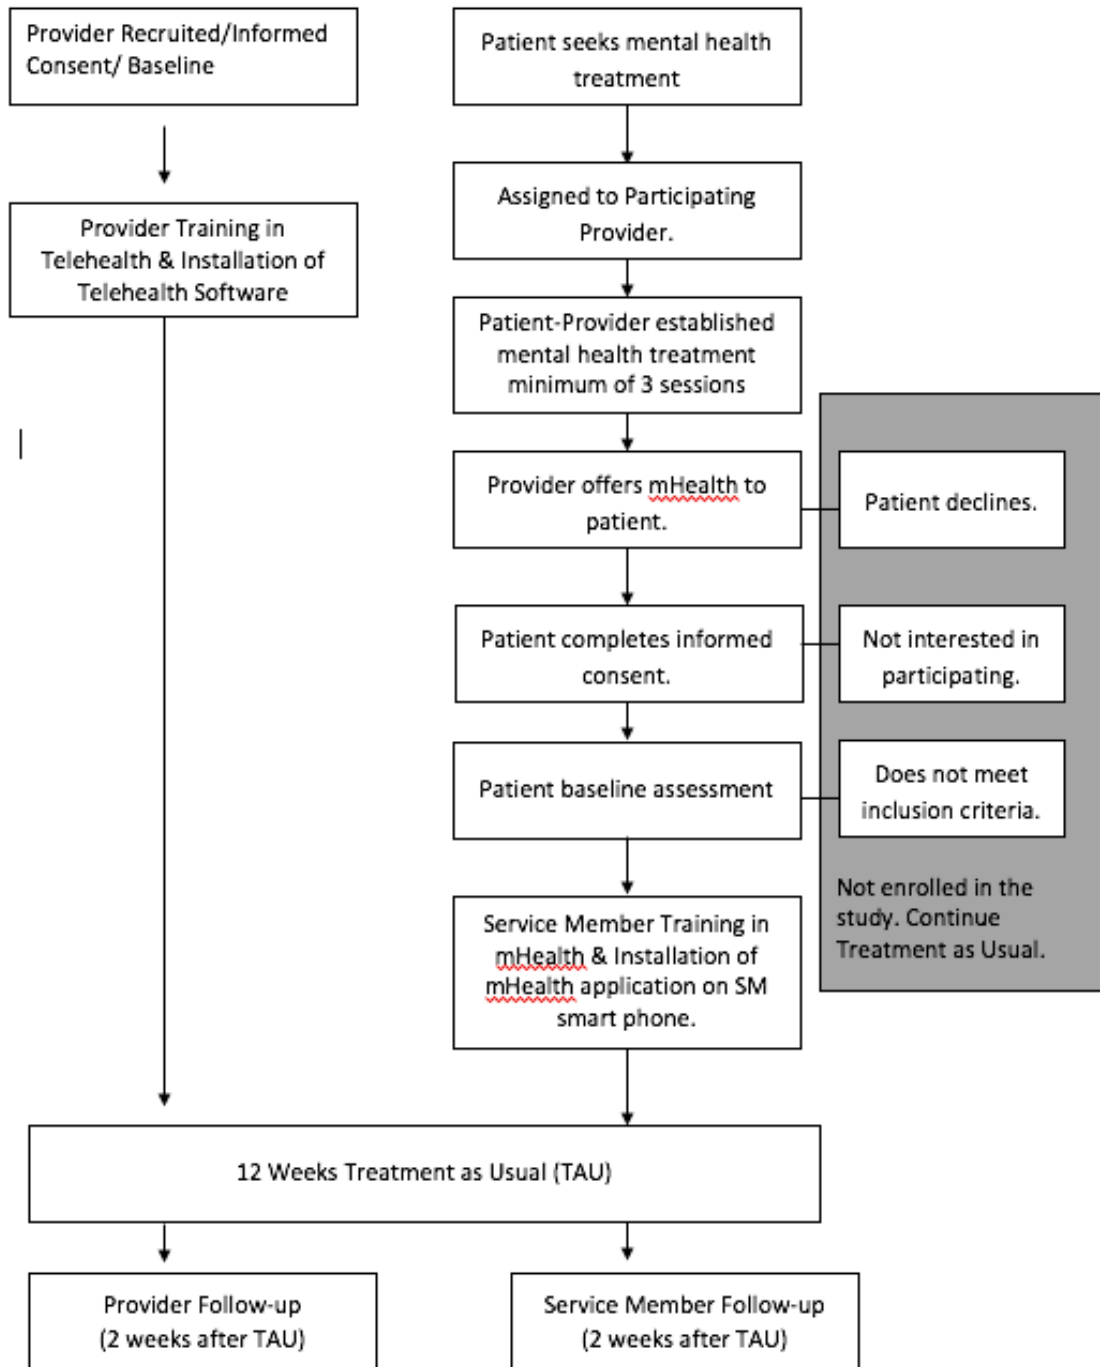 Provider Recruited/Informed
Consent/ Baseline
Provider Training in
Telehealth & Installation of
Telehealth Software
Patient seeks mental health
treatment
Assigned to Participating
Provider.
Patient-Provider established
mental health treatment
minimum of 3 sessions
Provider offers mHealth to
patient.
Patient declines.
Patient completes informed
consent.
Not interested in
participating.
Patient baseline assessment
Does not meet
inclusion criteria.
Not enrolled in the
study. Continue
Treatment as Usual.
Service Member Training in
mHealth & Installation of
mHealth application on SM
smart phone.
12 Weeks Treatment as Usual (TAU)
Provider Follow-up
(2 weeks after TAU)
Service Member Follow-up
(2 weeks after TAU)